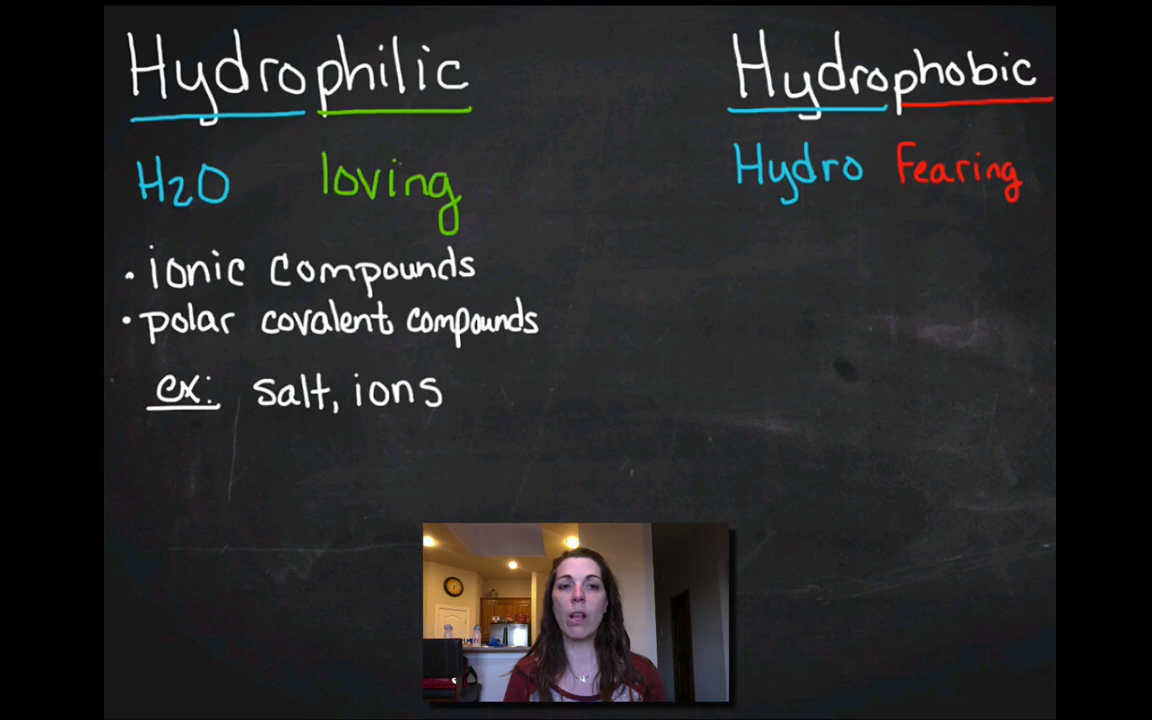 Hydrophilic
H2O loving
• ionic compounds
• polar covalent compounds
ex: salt, ions
Hydrophobic
Hydro Fearing